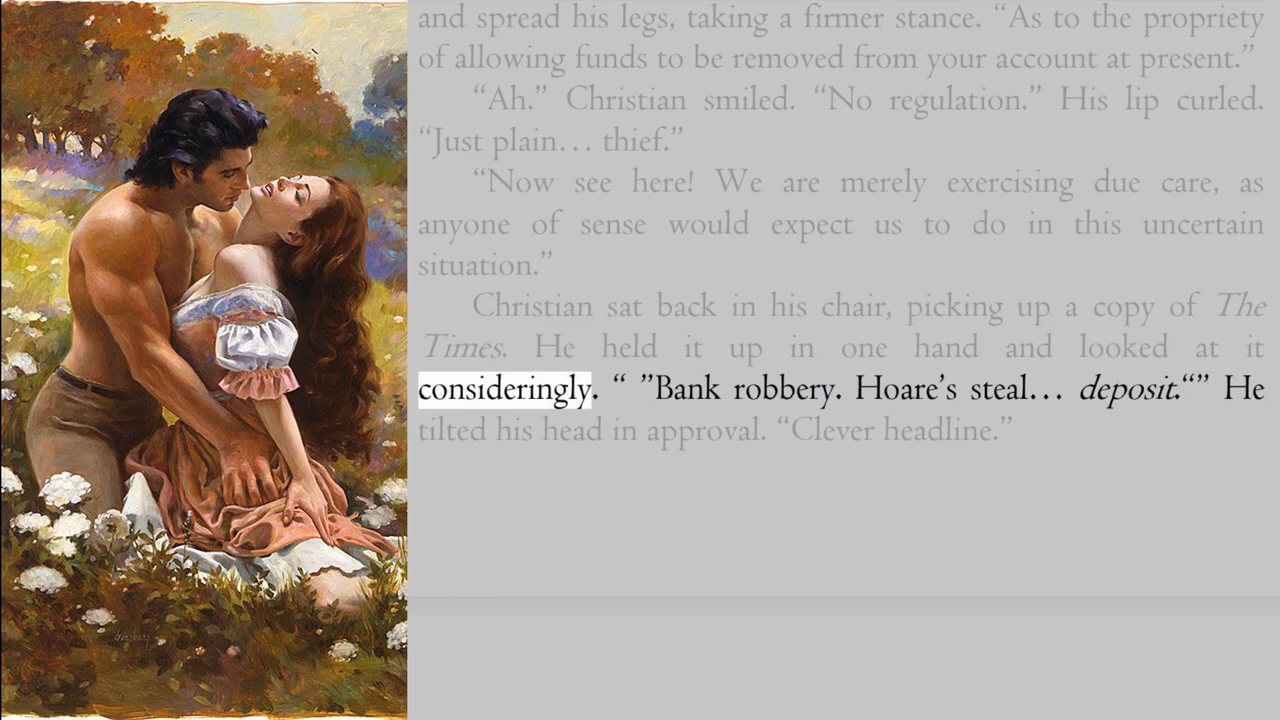 and spread his legs, taking a firmer stance. “As to the propriety
of allowing funds to be removed from your account at present.”
“Ah.” Christian smiled. “No regulation.” His lip curled.
“Just plain… thief.”
“Now see here! We are merely exercising due care, as
anyone of sense would expect us to do in this uncertain
situation.”
Christian sat back in his chair, picking up a copy of The
Times. He held it up in one hand and looked at it
consideringly. “ ”Bank robbery. Hoare’s steal… deposit.“” He
tilted his head in approval. “Clever headline.”